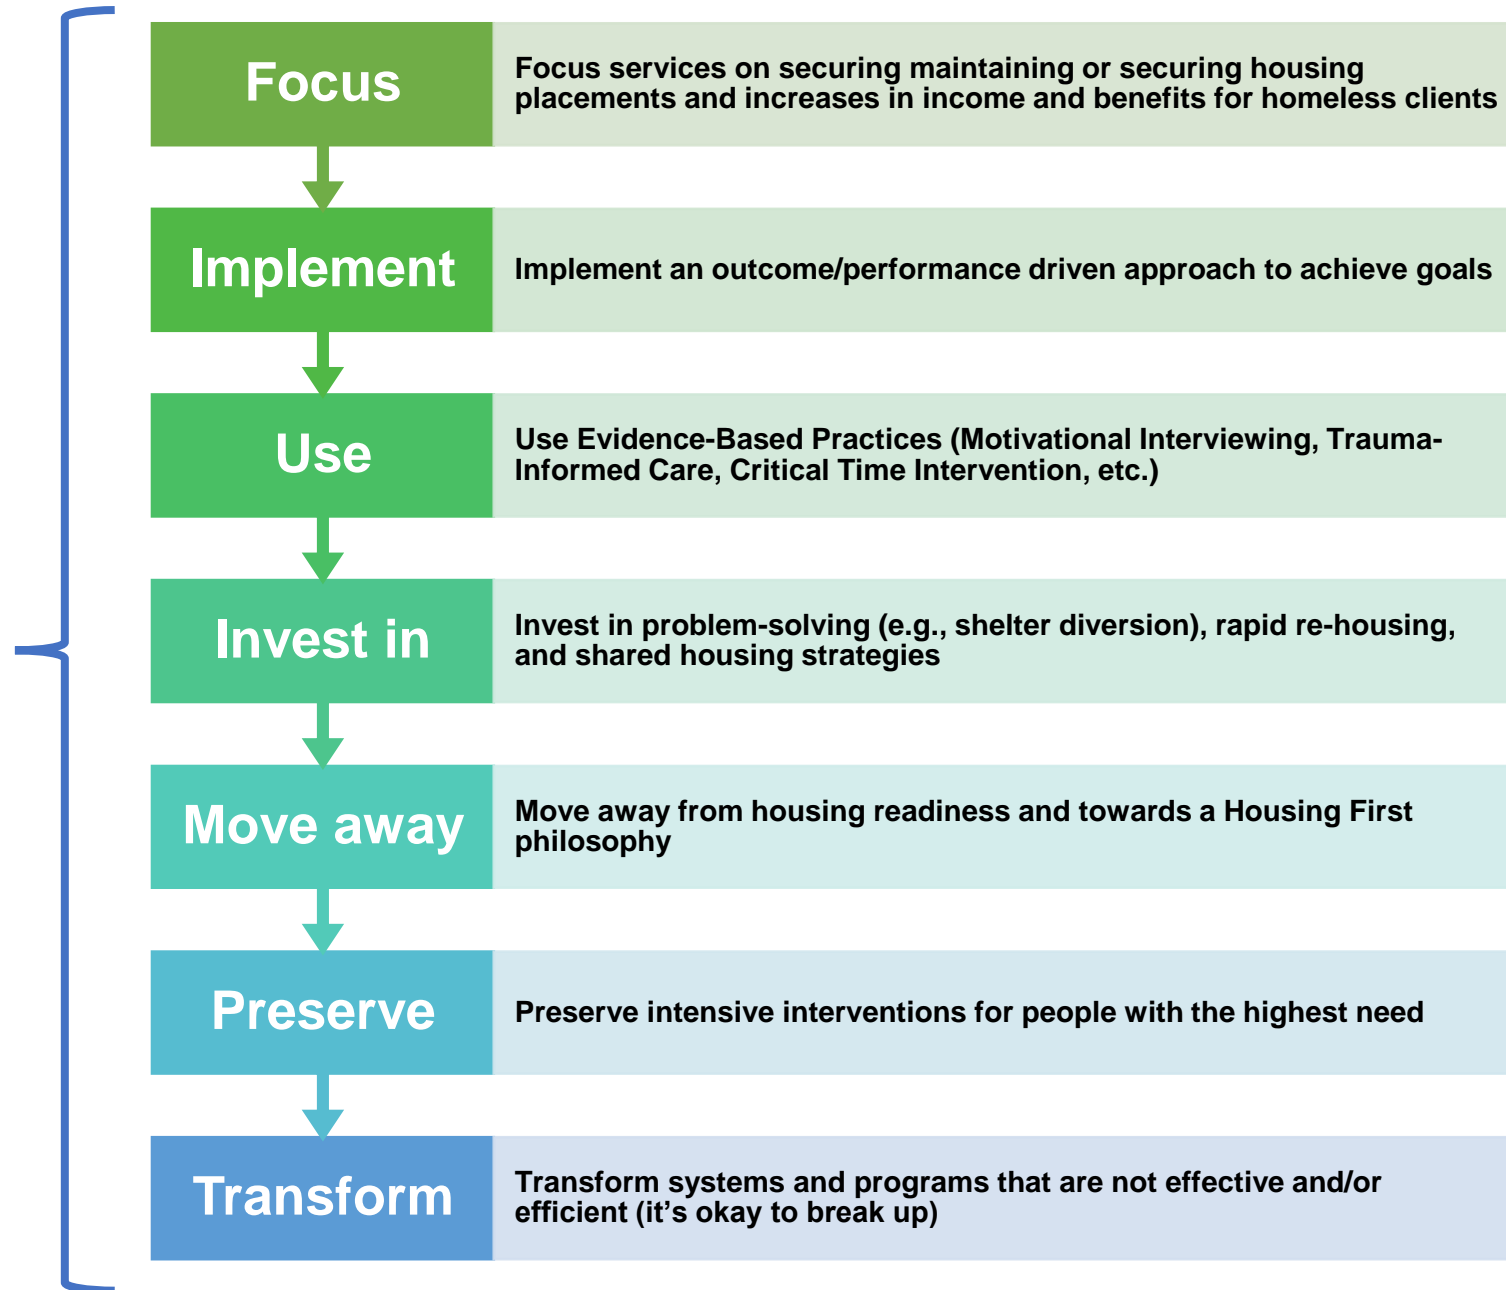 Focus
Focus services on securing maintaining or securing housing
placements and increases in income and benefits for homeless clients
Implement
Implement an outcome/performance driven approach to achieve goals
Use
Use Evidence-Based Practices (Motivational Interviewing, Trauma-
Informed Care, Critical Time Intervention, etc.)
Invest in
Invest in problem-solving (e.g., shelter diversion), rapid re-housing,
and shared housing strategies
Move away
Move away from housing readiness and towards a Housing First
philosophy
Preserve
Preserve intensive interventions for people with the highest need
Transform
Transform systems and programs that are not effective and/or
efficient (it’s okay to break up)